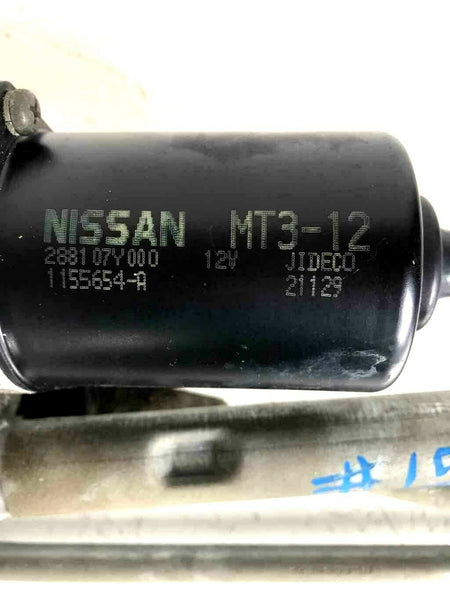 NISSAN MT3-12
288107Y000 12V JIDECO
1155654-A 21129